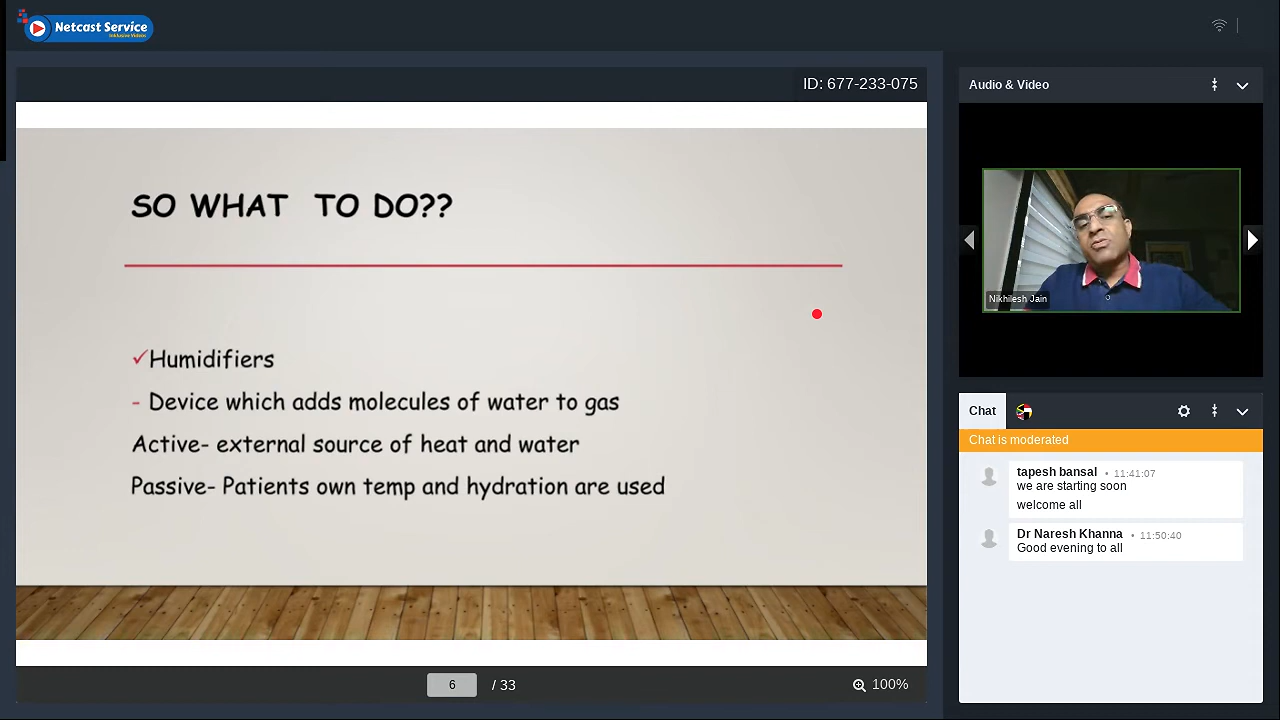 Netcast Service
Inklusive Videos
ID: 677-233-075
SO WHAT TO DO??
✓Humidifiers
- Device which adds molecules of water to gas
Active- external source of heat and water
Passive- Patients own temp and hydration are used
6 / 33
100%
Audio & Video
Nikhilesh Jain
Chat
Chat is moderated
tapesh bansal • 11:41:07
we are starting soon
welcome all
Dr Naresh Khanna • 11:50:40
Good evening to all